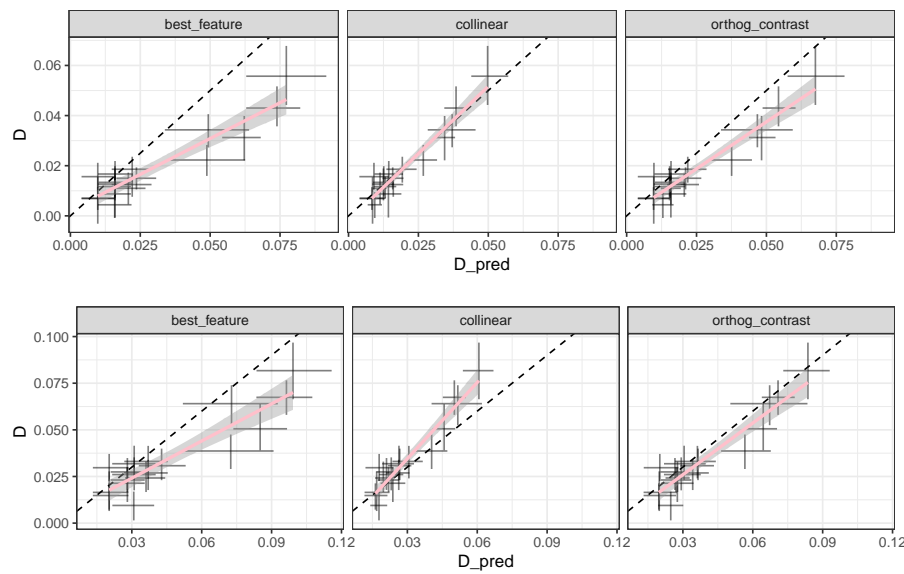 best_feature collinear orthog_contrast
0.06
0.04
0.02
0.00
D
0.000 0.025 0.050 0.075 0.000 0.025 0.050 0.075 0.000 0.025 0.050 0.075
D_pred
best_feature collinear orthog_contrast
0.100
0.075
0.050
0.025
0.000
D
0.03 0.06 0.09 0.12 0.03 0.06 0.09 0.12 0.03 0.06 0.09 0.12
D_pred